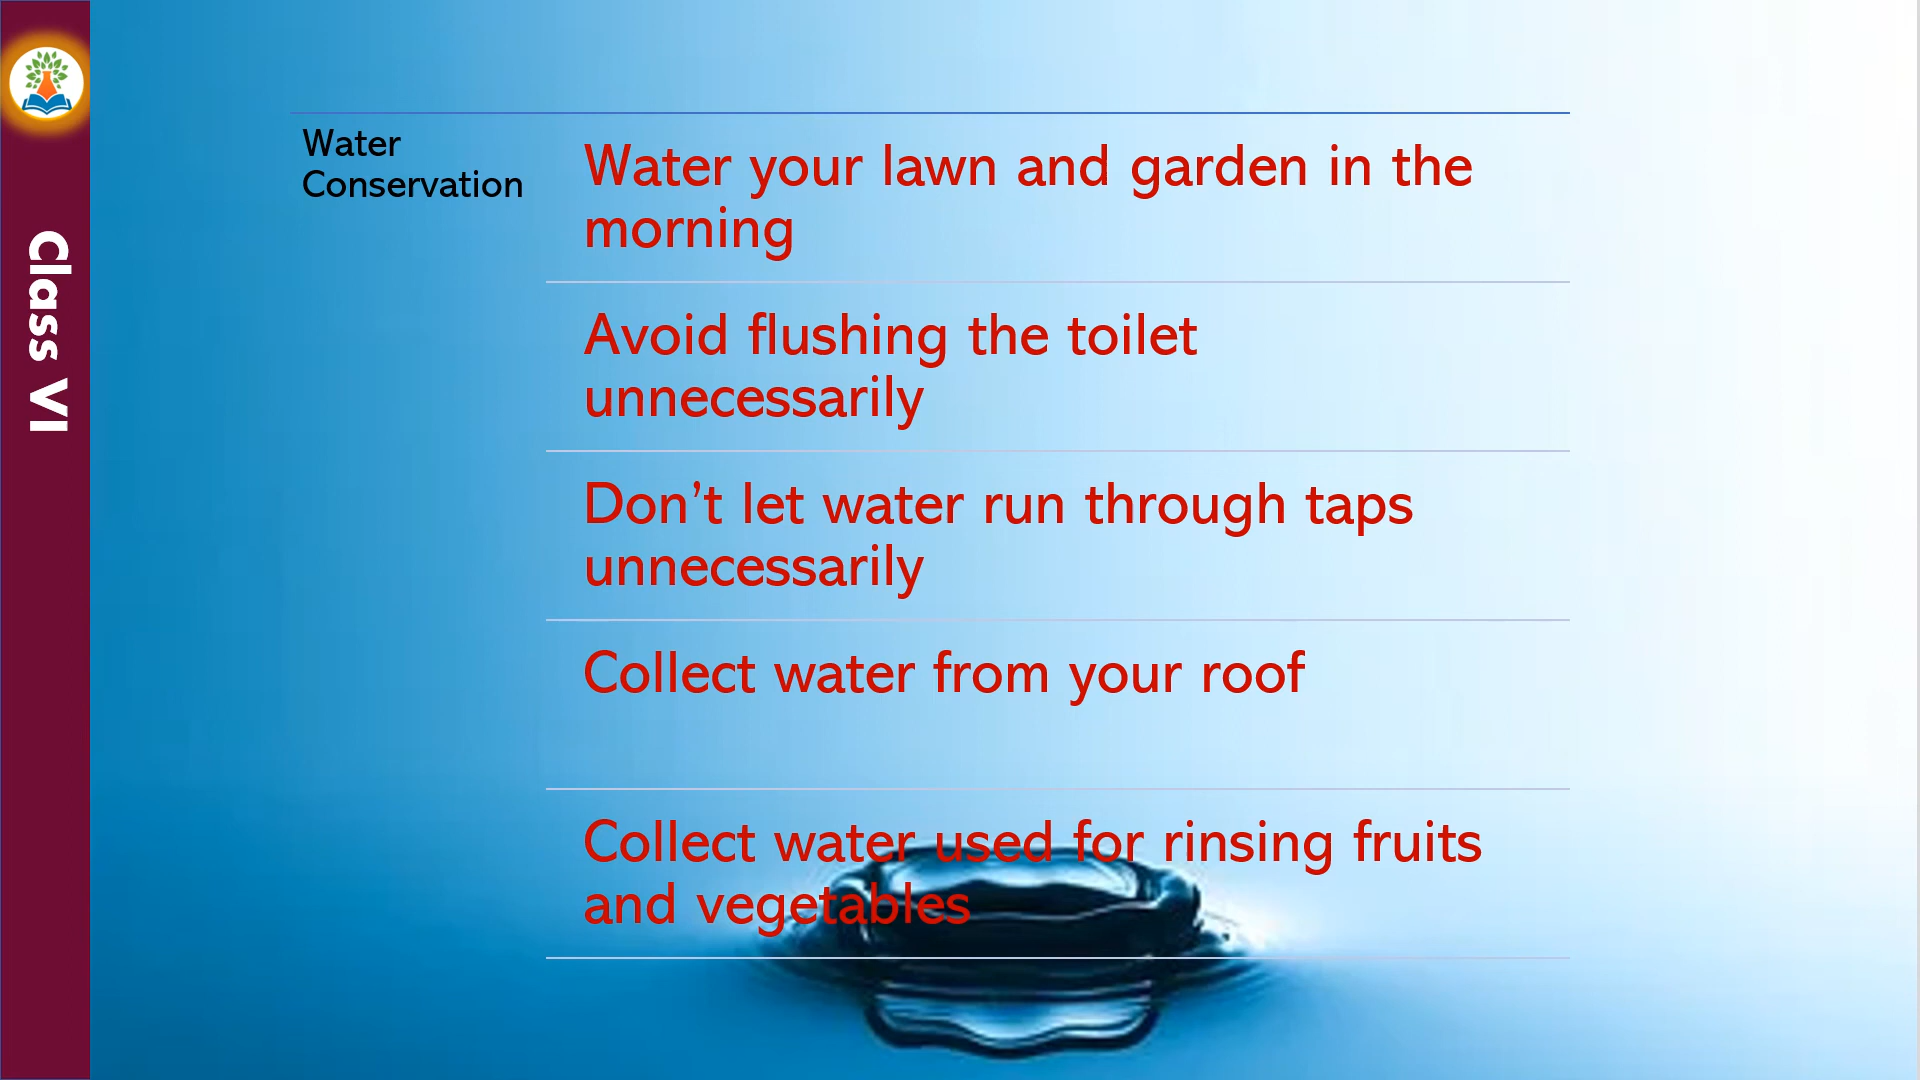 Class VI
Water
Conservation
Water your lawn and garden in the
morning
Avoid flushing the toilet
unnecessarily
Don’t let water run through taps
unnecessarily
Collect water from your roof
Collect water used for rinsing fruits
and vegetables